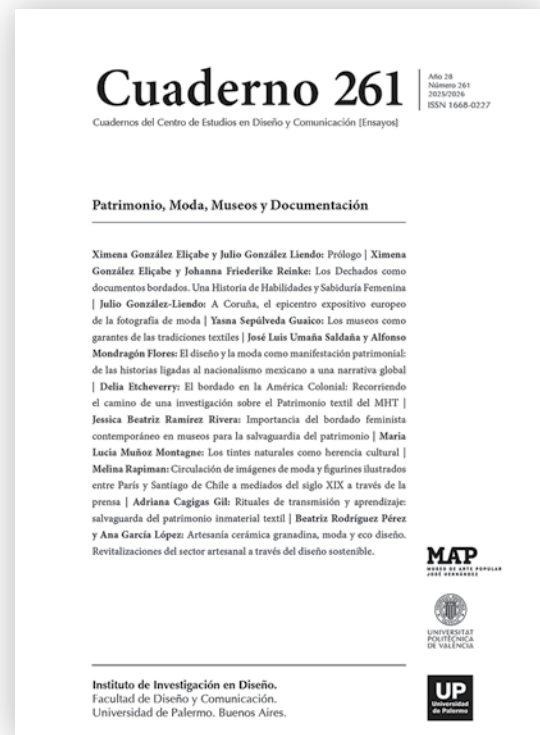 Cuaderno 261
Año 28
Número 261
2025/2026
ISSN 1668-0227
Cuadernos del Centro de Estudios en Diseño y Comunicación [Ensayos]
Patrimonio, Moda, Museos y Documentación
Ximena González Eliçabe y Julio González Liendo: Prólogo | Ximena
González Eliçabe y Johanna Friederike Reinke: Los Dechados como
documentos bordados. Una Historia de Habilidades y Sabiduría Femenina
| Julio González-Liendo: A Coruña, el epicentro expositivo europeo
de la fotografía de moda | Yasna Sepúlveda Guaico: Los museos como
garantes de las tradiciones textiles | José Luis Umaña Saldaña y Alfonso
Mondragón Flores: El diseño y la moda como manifestación patrimonial:
de las historias ligadas al nacionalismo mexicano a una narrativa global
| Delia Etcheverry: El bordado en la América Colonial: Recorriendo
el camino de una investigación sobre el Patrimonio textil del MHT |
Jessica Beatriz Ramírez Rivera: Importancia del bordado feminista
contemporáneo en museos para la salvaguardia del patrimonio | Maria
Lucia Muñoz Montagne: Los tintes naturales como herencia cultural |
Melina Rapiman: Circulación de imágenes de moda y figurines ilustrados
entre París y Santiago de Chile a mediados del siglo XIX a través de la
prensa | Adriana Cagigas Gil: Rituales de transmisión y aprendizaje:
salvaguarda del patrimonio inmaterial textil | Beatriz Rodríguez Pérez
y Ana García López: Artesanía cerámica granadina, moda y eco diseño.
Revitalizaciones del sector artesanal a través del diseño sostenible.
MAP
MUSEO DE ARTE POPULAR
JOSÉ HERNÁNDEZ
UNIVERSITAT
POLITÈCNICA
DE VALÈNCIA
Instituto de Investigación en Diseño.
Facultad de Diseño y Comunicación.
Universidad de Palermo. Buenos Aires.
UP
Universidad
de Palermo